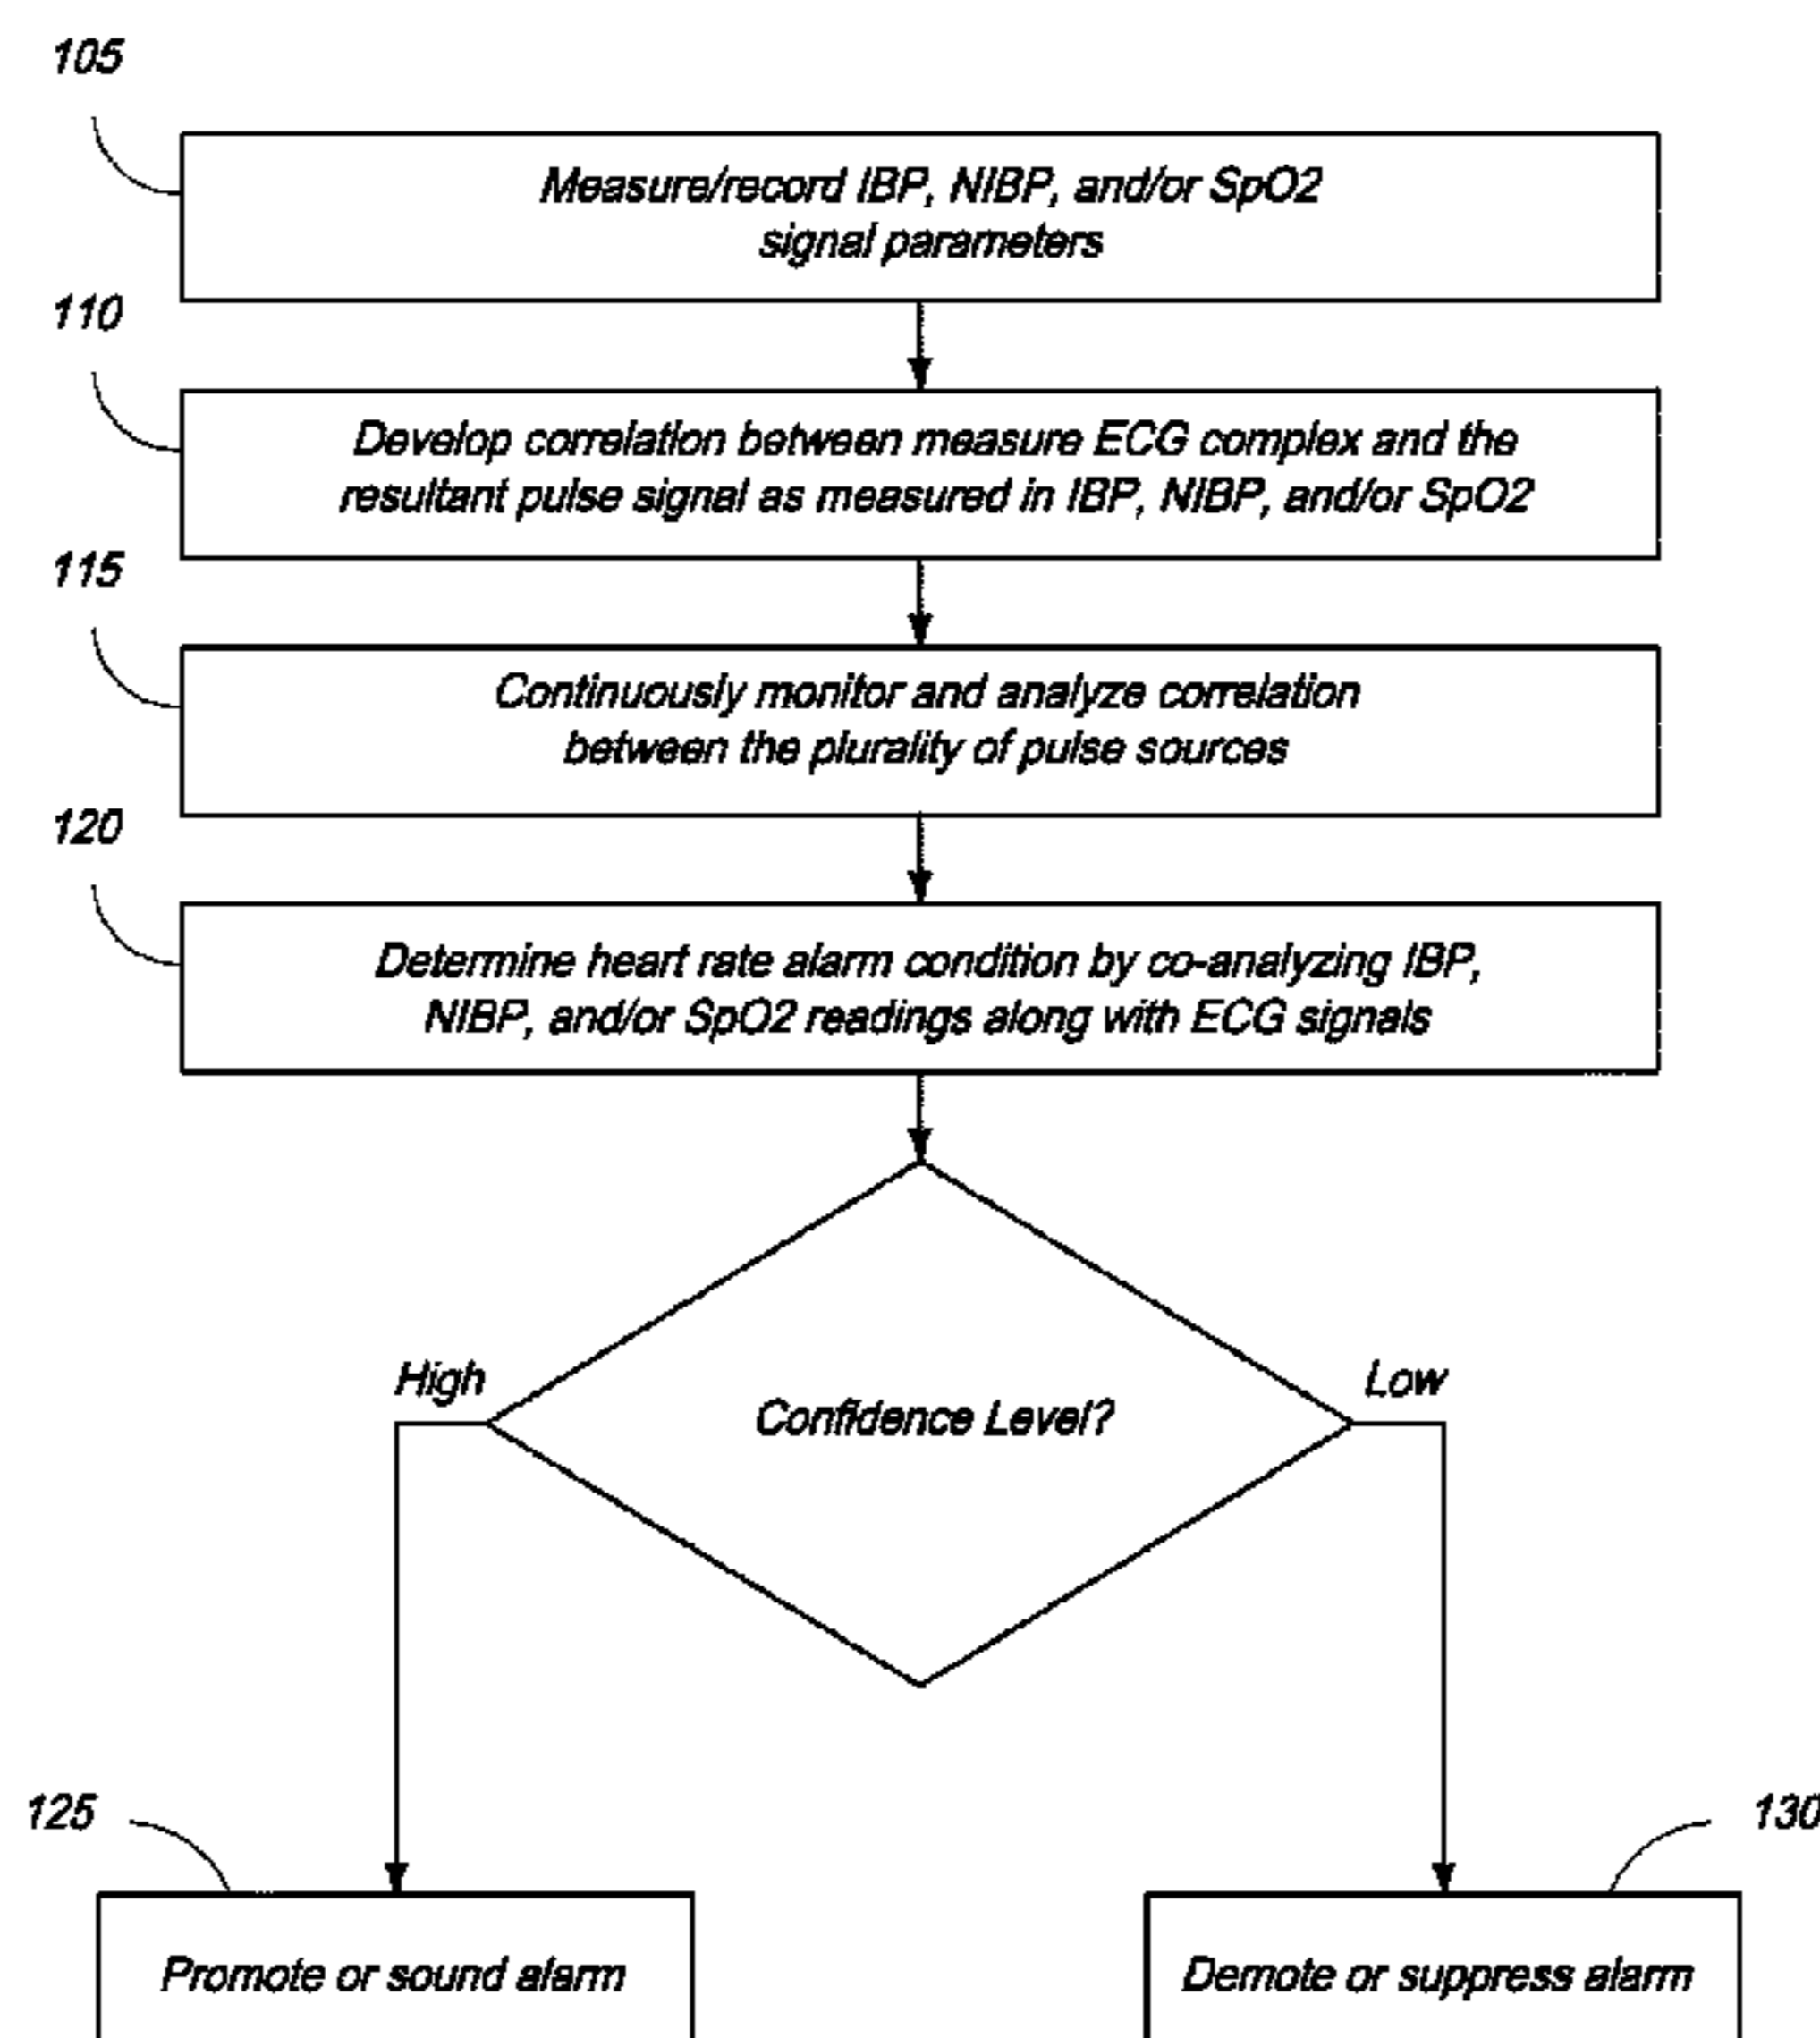 105
Measure/record IBP, NIBP, and/or SpO2
signal parameters
110
Develop correlation between measure ECG complex and the
resultant pulse signal as measured in IBP, NIBP, and/or SpO2
115
Continuously monitor and analyze correlation
between the plurality of pulse sources
120
Determine heart rate alarm condition by co-analyzing IBP,
NIBP, and/or SpO2 readings along with ECG signals
High
Low
Confidence Level?
125
130
Promote or sound alarm
Demote or suppress alarm